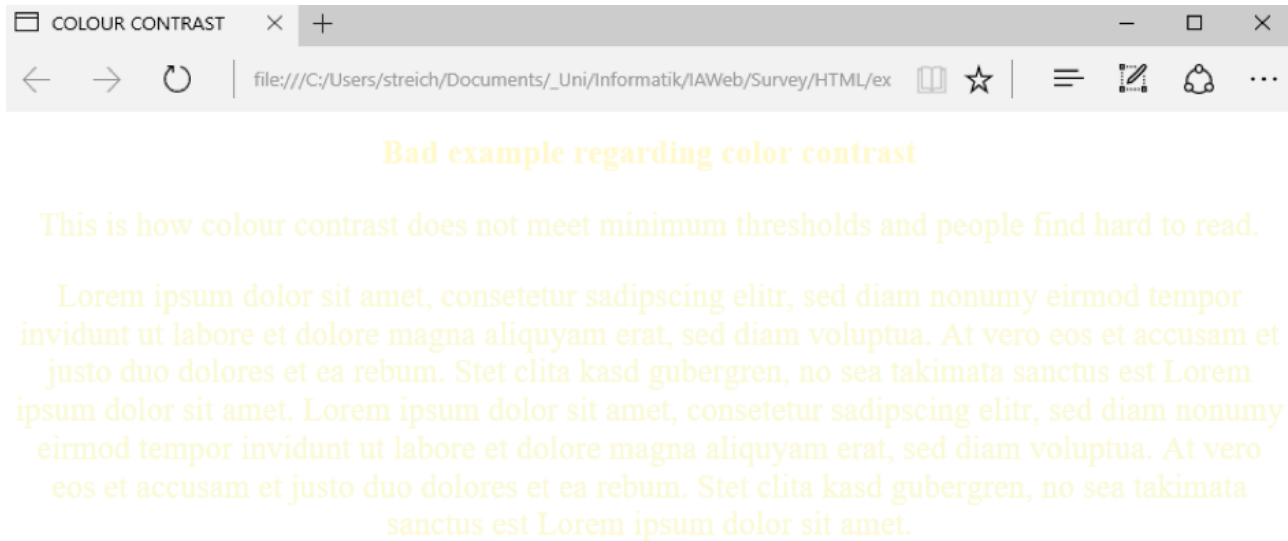 COLOUR CONTRAST
file:///C:/Users/streich/Documents/_Uni/Informatik/IAWeb/Survey/HTML/ex
Bad example regarding color contrast
This is how colour contrast does not meet minimum thresholds and people find hard to read.
Lorem ipsum dolor sit amet, consetetur sadipscing elitr, sed diam nonumy eirmod tempor
invidunt ut labore et dolore magna aliquyam erat, sed diam voluptua. At vero eos et accusam et
justo duo dolores et ea rebum. Stet clita kasd gubergren, no sea takimata sanctus est Lorem
ipsum dolor sit amet. Lorem ipsum dolor sit amet, consetetur sadipscing elitr, sed diam nonumy
eirmod tempor invidunt ut labore et dolore magna aliquyam erat, sed diam voluptua. At vero
eos et accusam et justo duo dolores et ea rebum. Stet clita kasd gubergren, no sea takimata
sanctus est Lorem ipsum dolor sit amet.